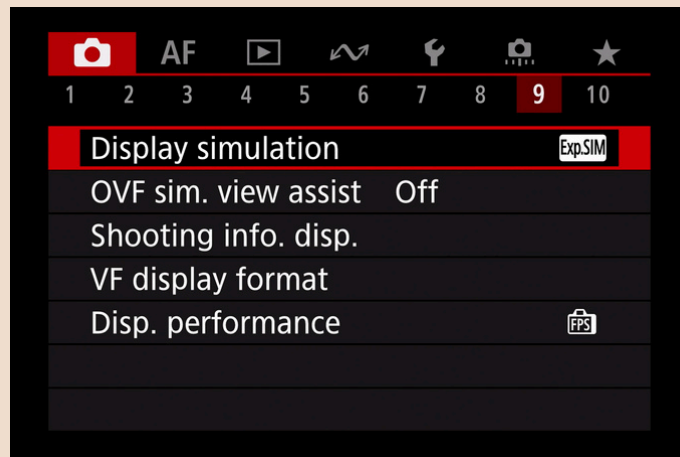 AF
1 2 3 4 5 6 7 8 9 10
Display simulation Exp.SIM
OVF sim. view assist Off
Shooting info. disp.
VF display format
Disp. performance FPS